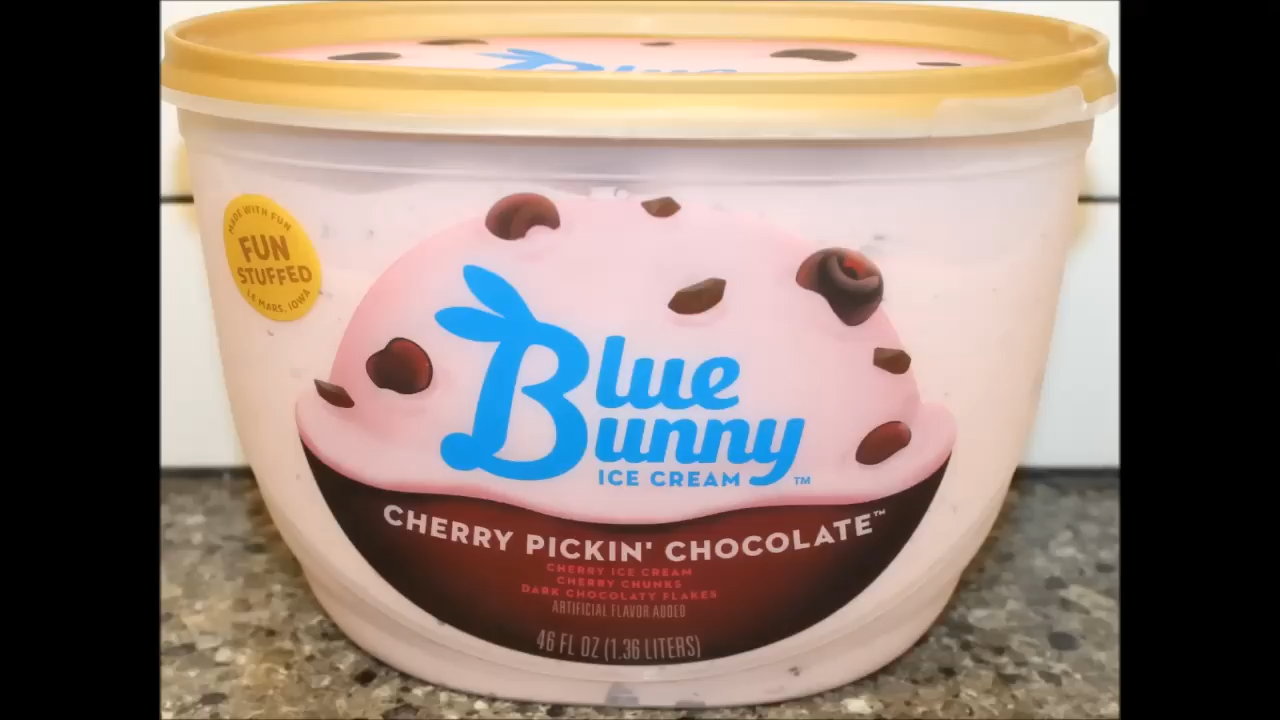 Blue
MADE WITH FUN
FUN
STUFFED
LE MARS, IOWA
Blue
Bunny
ICE CREAM ™
CHERRY PICKIN' CHOCOLATE™
CHERRY ICE CREAM
CHERRY CHUNKS
DARK CHOCOLATY FLAKES
ARTIFICIAL FLAVOR ADDED
46 FL OZ (1.36 LITERS)